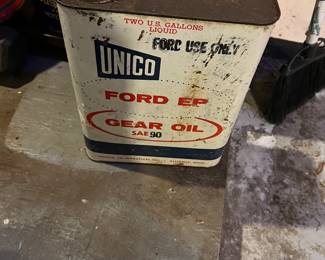 TWO U.S. GALLONS
LIQUID
FORD USE ONLY
UNICO
FORD EP
GEAR OIL
SAE 90